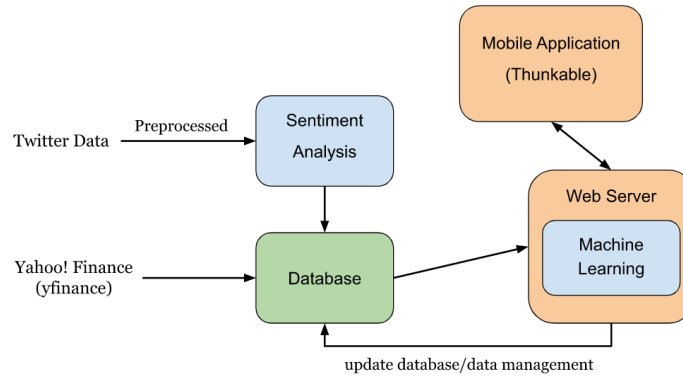 Mobile Application
(Thunkable)
Preprocessed
Sentiment
Analysis
Twitter Data
Web Server
Machine
Learning
Yahoo! Finance
(yfinance)
Database
update database/data management